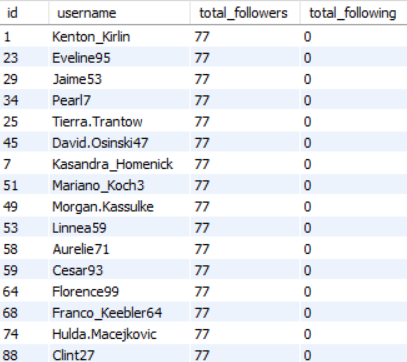 id username total_followers total_following
1 Kenton_Kirlin 77 0
23 Eveline95 77 0
29 Jaime53 77 0
34 Pearl7 77 0
25 Tierra.Trantow 77 0
45 David.Osinski47 77 0
7 Kasandra_Homenick 77 0
51 Mariano_Koch3 77 0
49 Morgan.Kassulke 77 0
53 Linnea59 77 0
58 Aurelie71 77 0
59 Cesar93 77 0
64 Florence99 77 0
68 Franco_Keebler64 77 0
74 Hulda.Macejkovic 77 0
88 Clint27 77 0